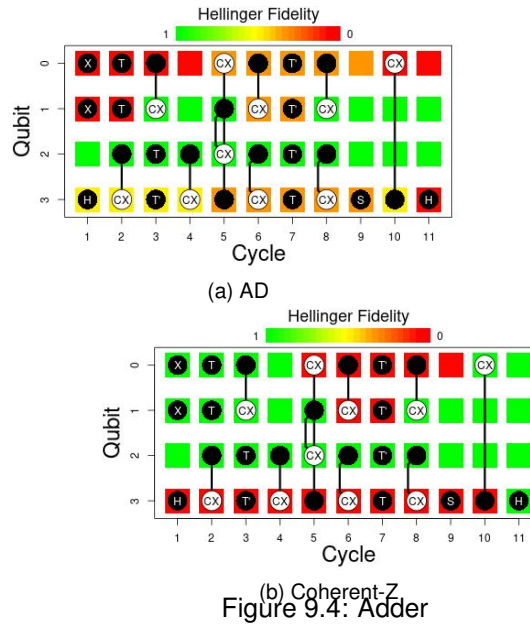 Hellinger Fidelity
1 0
Qubit
0 X T CX T' CX
1 X T CX CX T' CX
2 T CX T'
3 H CX T' CX CX T CX S H
1 2 3 4 5 6 7 8 9 10 11
Cycle
(a) AD
Hellinger Fidelity
1 0
Qubit
0 X T CX T' CX
1 X T CX CX T' CX
2 T CX T'
3 H CX T' CX CX T CX S H
1 2 3 4 5 6 7 8 9 10 11
Cycle
(b) Coherent-Z
Figure 9.4: Adder